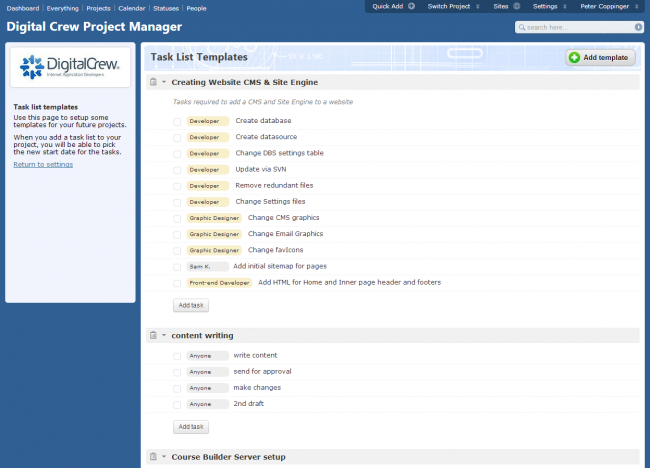 Dashboard Everything Projects Calendar Statuses People
Quick Add Switch Project Sites Settings Peter Coppinger
Digital Crew Project Manager
search here...
DigitalCrew
Internet Application Developers
Task list templates
Use this page to setup some
templates for your future projects.
When you add a task list to your
project, you will be able to pick
the new start date for the tasks.
Return to settings
Task List Templates
Add template
Creating Website CMS & Site Engine
Tasks required to add a CMS and Site Engine to a website
Developer Create database
Developer Create datasource
Developer Change DBS settings table
Developer Update via SVN
Developer Remove redundant files
Developer Change Settings files
Graphic Designer Change CMS graphics
Graphic Designer Change Email Graphics
Graphic Designer Change favIcons
Sam K. Add initial sitemap for pages
Front-end Developer Add HTML for Home and Inner page header and footers
Add task
content writing
Anyone write content
Anyone send for approval
Anyone make changes
Anyone 2nd draft
Add task
Course Builder Server setup